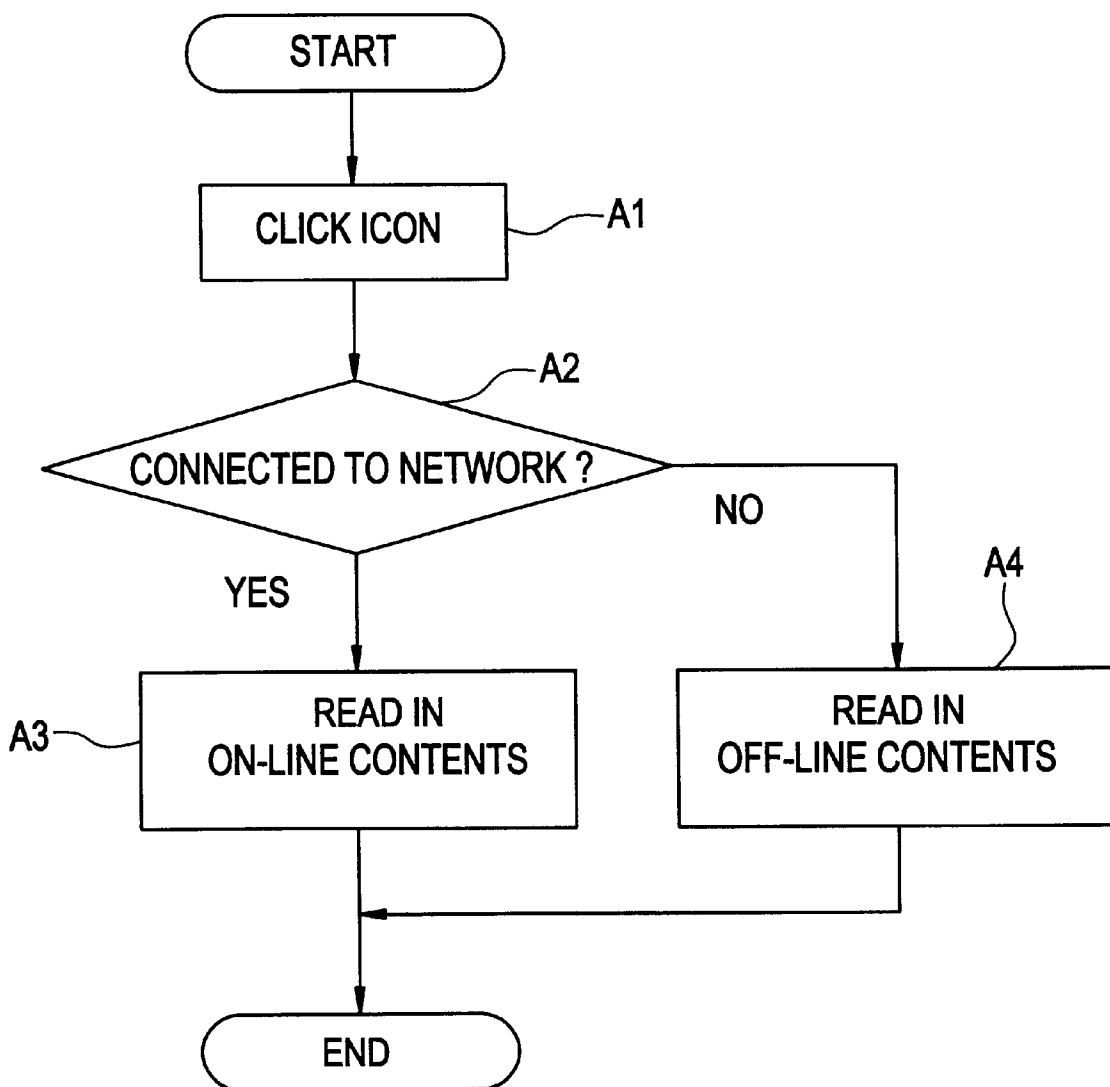 START
CLICK ICON
A1
A2
CONNECTED TO NETWORK ?
NO
YES
A4
A3
READ IN
ON-LINE CONTENTS
READ IN
OFF-LINE CONTENTS
END